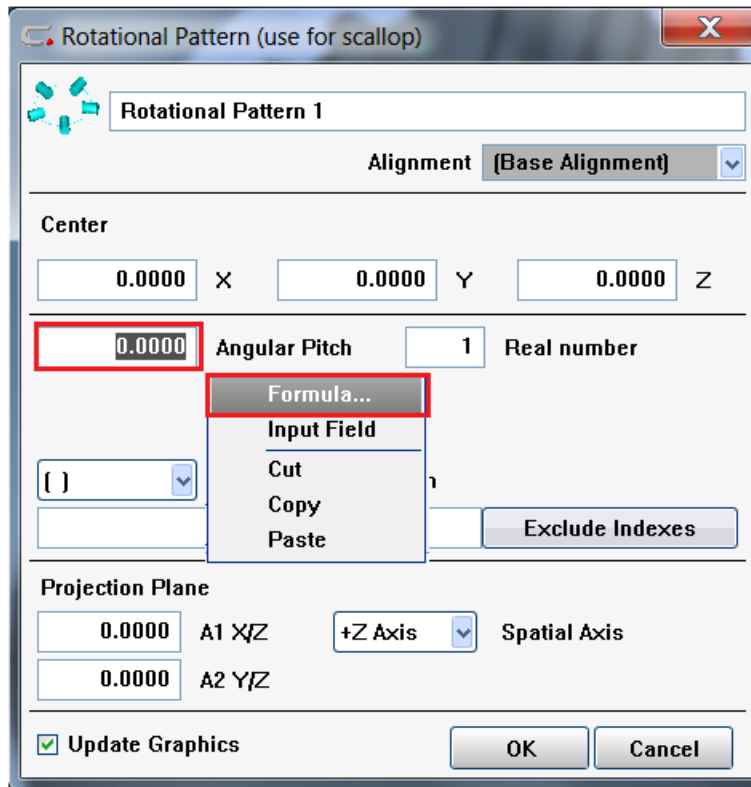 Rotational Pattern (use for scallop)
Rotational Pattern 1
Alignment (Base Alignment)
Center
0.0000 X 0.0000 Y 0.0000 Z
0.0000 Angular Pitch 1 Real number
Formula...
Input Field
Cut
( )
Copy
Exclude Indexes
Paste
Projection Plane
0.0000 A1 X/Z +Z Axis Spatial Axis
0.0000 A2 Y/Z
Update Graphics OK Cancel